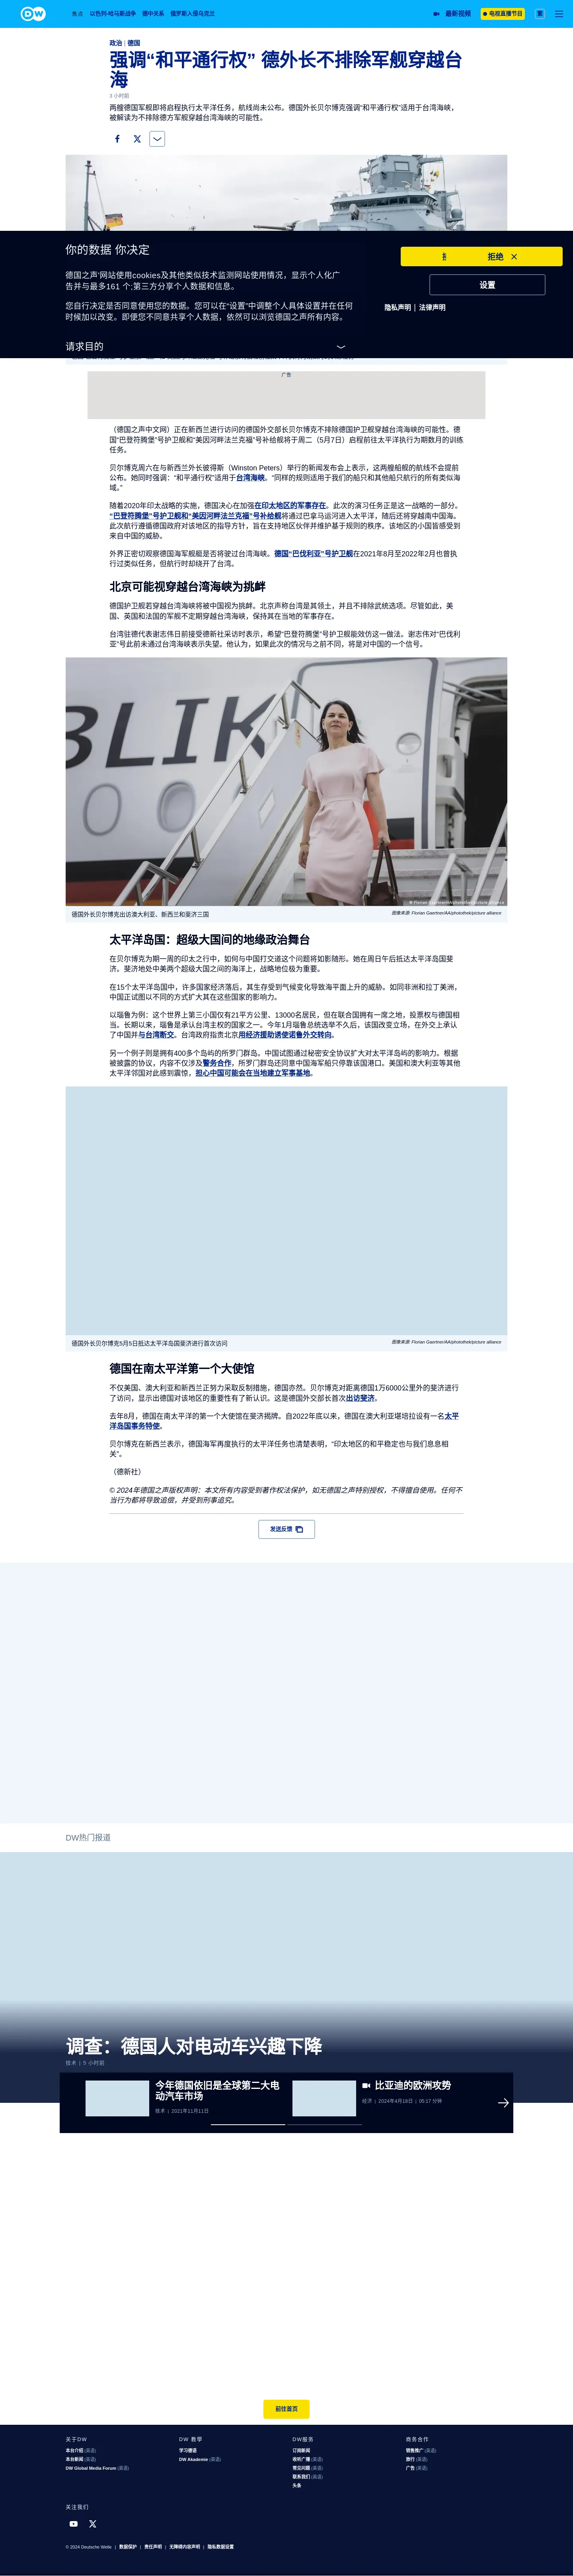 DW
焦点 以色列-哈马斯战争 德中关系 俄罗斯入侵乌克兰
最新视频
电视直播节目
繁
政治 | 德国
强调“和平通行权” 德外长不排除军舰穿越台
海
3 小时前
两艘德国军舰即将启程执行太平洋任务，航线尚未公布。德国外长贝尔博克强调“和平通行权”适用于台湾海峡，
被解读为不排除德方军舰穿越台湾海峡的可能性。
你的数据 你决定
德国之声'网站使用cookies及其他类似技术监测网站使用情况，显示个人化广
告并与最多161 个;第三方分享个人数据和信息。
您自行决定是否同意使用您的数据。您可以在“设置”中调整个人具体设置并在任何
时候加以改变。即使您不同意共享个人数据，依然可以浏览德国之声所有内容。
请求目的
拒绝
设置
隐私声明 | 法律声明
广告
（德国之声中文网）正在新西兰进行访问的德国外交部长贝尔博克不排除德国护卫舰穿越台湾海峡的可能性。德
国“巴登符腾堡”号护卫舰和“美因河畔法兰克福”号补给舰将于周二（5月7日）启程前往太平洋执行为期数月的训练
任务。
贝尔博克周六在与新西兰外长彼得斯（Winston Peters）举行的新闻发布会上表示，这两艘船舰的航线不会提前
公布。她同时强调：“和平通行权”适用于台湾海峡。“同样的规则适用于我们的船只和其他船只航行的所有类似海
域。”
随着2020年印太战略的实施，德国决心在加强在印太地区的军事存在。此次的演习任务正是这一战略的一部分。
“巴登符腾堡”号护卫舰和“美因河畔法兰克福”号补给舰将通过巴拿马运河进入太平洋，随后还将穿越南中国海。
此次航行遵循德国政府对该地区的指导方针，旨在支持地区伙伴并维护基于规则的秩序。该地区的小国皆感受到
来自中国的威胁。
外界正密切观察德国海军舰艇是否将驶过台湾海峡。德国“巴伐利亚”号护卫舰在2021年8月至2022年2月也曾执
行过类似任务，但航行时却绕开了台湾。
北京可能视穿越台湾海峡为挑衅
德国护卫舰若穿越台湾海峡将被中国视为挑衅。北京声称台湾是其领土，并且不排除武统选项。尽管如此，美
国、英国和法国的军舰不定期穿越台湾海峡，保持其在当地的军事存在。
台湾驻德代表谢志伟日前接受德新社采访时表示，希望“巴登符腾堡”号护卫舰能效仿这一做法。谢志伟对“巴伐利
亚”号此前未通过台湾海峡表示失望。他认为，如果此次的情况与之前不同，将是对中国的一个信号。
© Florian Gaertner/AA/photothek/picture alliance
德国外长贝尔博克出访澳大利亚、新西兰和斐济三国
图像来源: Florian Gaertner/AA/photothek/picture alliance
太平洋岛国：超级大国间的地缘政治舞台
在贝尔博克为期一周的印太之行中，如何与中国打交道这个问题将如影随形。她在周日午后抵达太平洋岛国斐
济。斐济地处中美两个超级大国之间的海洋上，战略地位极为重要。
在15个太平洋岛国中，许多国家经济落后，其生存受到气候变化导致海平面上升的威胁。如同非洲和拉丁美洲，
中国正试图以不同的方式扩大其在这些国家的影响力。
以瑙鲁为例：这个世界上第三小国仅有21平方公里、13000名居民，但在联合国拥有一席之地，投票权与德国相
当。长期以来，瑙鲁是承认台湾主权的国家之一。今年1月瑙鲁总统选举不久后，该国改变立场，在外交上承认
了中国并与台湾断交。台湾政府指责北京用经济援助诱使诺鲁外交转向。
另一个例子则是拥有400多个岛屿的所罗门群岛。中国试图通过秘密安全协议扩大对太平洋岛屿的影响力。根据
被披露的协议，内容不仅涉及警务合作，所罗门群岛还同意中国海军船只停靠该国港口。美国和澳大利亚等其他
太平洋邻国对此感到震惊，担心中国可能会在当地建立军事基地。
德国外长贝尔博克5月5日抵达太平洋岛国斐济进行首次访问
图像来源: Florian Gaertner/AA/photothek/picture alliance
德国在南太平洋第一个大使馆
不仅美国、澳大利亚和新西兰正努力采取反制措施，德国亦然。贝尔博克对距离德国1万6000公里外的斐济进行
了访问，显示出德国对该地区的重要性有了新认识。这是德国外交部长首次出访斐济。
去年8月，德国在南太平洋的第一个大使馆在斐济揭牌。自2022年底以来，德国在澳大利亚堪培拉设有一名太平
洋岛国事务特使。
贝尔博克在新西兰表示，德国海军再度执行的太平洋任务也清楚表明，“印太地区的和平稳定也与我们息息相
关”。
（德新社）
© 2024年德国之声版权声明：本文所有内容受到著作权法保护，如无德国之声特别授权，不得擅自使用。任何不
当行为都将导致追偿，并受到刑事追究。
发送反馈
DW热门报道
调查：德国人对电动车兴趣下降
技术 | 5 小时前
今年德国依旧是全球第二大电
动汽车市场
技术 | 2021年11月11日
比亚迪的欧洲攻势
经济 | 2024年4月18日 | 05:17 分钟
前往首页
关于DW
本台介绍 (英语)
本台新闻 (英语)
DW Global Media Forum (英语)
DW 教學
学习德语
DW Akademie (英语)
DW服务
订阅新闻
收听广播 (英语)
常见问题 (英语)
联系我们 (英语)
头条
商务合作
销售推广 (英语)
旅行 (英语)
广告 (英语)
关注我们
© 2024 Deutsche Welle | 数据保护 | 责任声明 | 无障碍内容声明 | 隐私数据设置